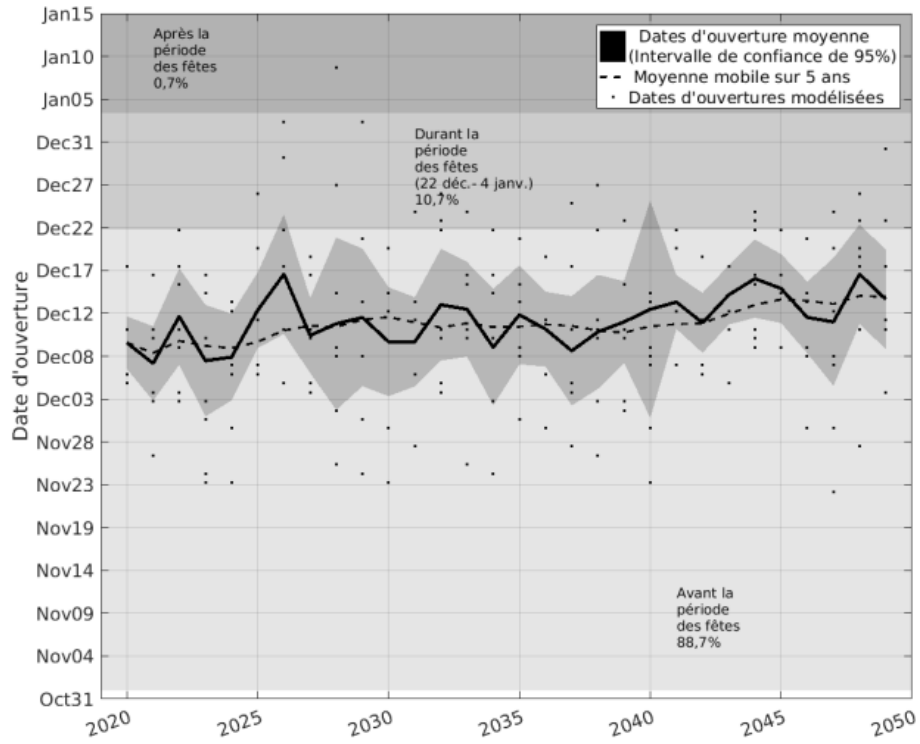 Jan15
Jan10
Jan05
Dec31
Dec27
Dec22
Dec17
Dec12
Dec08
Dec03
Nov28
Nov23
Nov19
Nov14
Nov09
Nov04
Oct31
Date d'ouverture
Après la
période
des fêtes
0,7%
Dates d'ouverture moyenne
(Intervalle de confiance de 95%)
Moyenne mobile sur 5 ans
Dates d'ouvertures modélisées
Durant la
période
des fêtes
(22 déc.- 4 janv.)
10,7%
Avant la
période
des fêtes
88,7%
2020
2025
2030
2035
2040
2045
2050